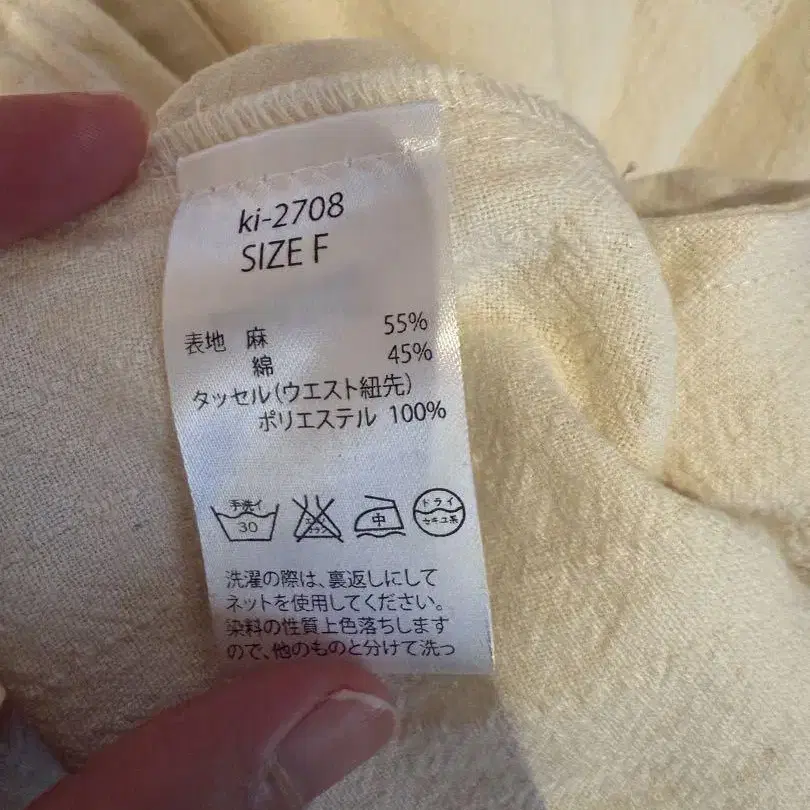 ki-2708
SIZE F
表地 麻 55%
綿 45%
タッセル(ウエスト紐先)
ポリエステル 100%
手洗イ 30 中 ドライ セキユ系
洗濯の際は、裏返しにして
ネットを使用してください。
染料の性質上色落ちします
ので、他のものと分けて洗っ